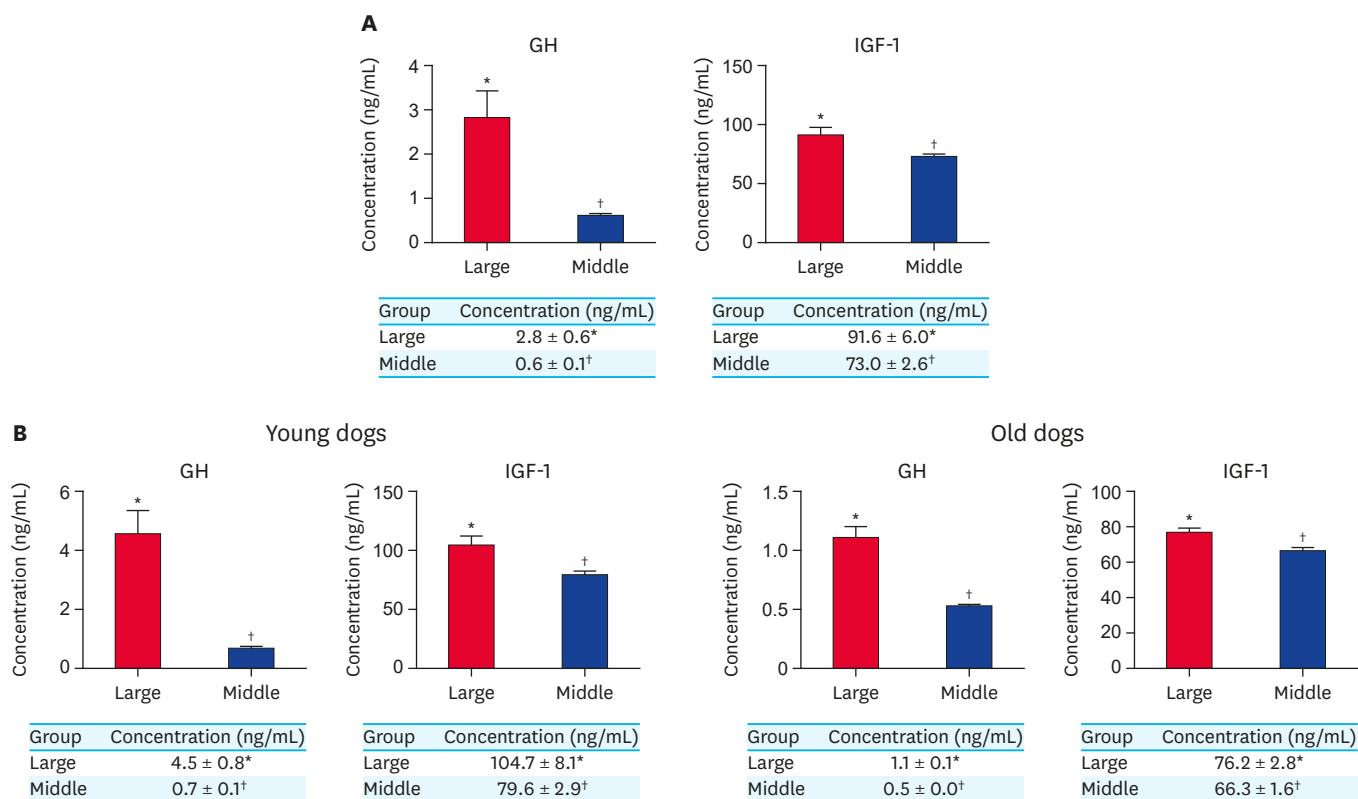 A
GH
Concentration (ng/mL)
4
3
2
1
0
*
†
Large Middle
Group Concentration (ng/mL)
Large 2.8 ± 0.6*
Middle 0.6 ± 0.1†
IGF-1
Concentration (ng/mL)
150
100
50
0
*
†
Large Middle
Group Concentration (ng/mL)
Large 91.6 ± 6.0*
Middle 73.0 ± 2.6†
B
Young dogs
GH
Concentration (ng/mL)
6
4
2
0
*
†
Large Middle
Group Concentration (ng/mL)
Large 4.5 ± 0.8*
Middle 0.7 ± 0.1†
IGF-1
Concentration (ng/mL)
150
100
50
0
*
†
Large Middle
Group Concentration (ng/mL)
Large 104.7 ± 8.1*
Middle 79.6 ± 2.9†
Old dogs
GH
Concentration (ng/mL)
1.5
1.0
0.5
0
*
†
Large Middle
Group Concentration (ng/mL)
Large 1.1 ± 0.1*
Middle 0.5 ± 0.0†
IGF-1
Concentration (ng/mL)
100
80
60
40
20
0
*
†
Large Middle
Group Concentration (ng/mL)
Large 76.2 ± 2.8*
Middle 66.3 ± 1.6†